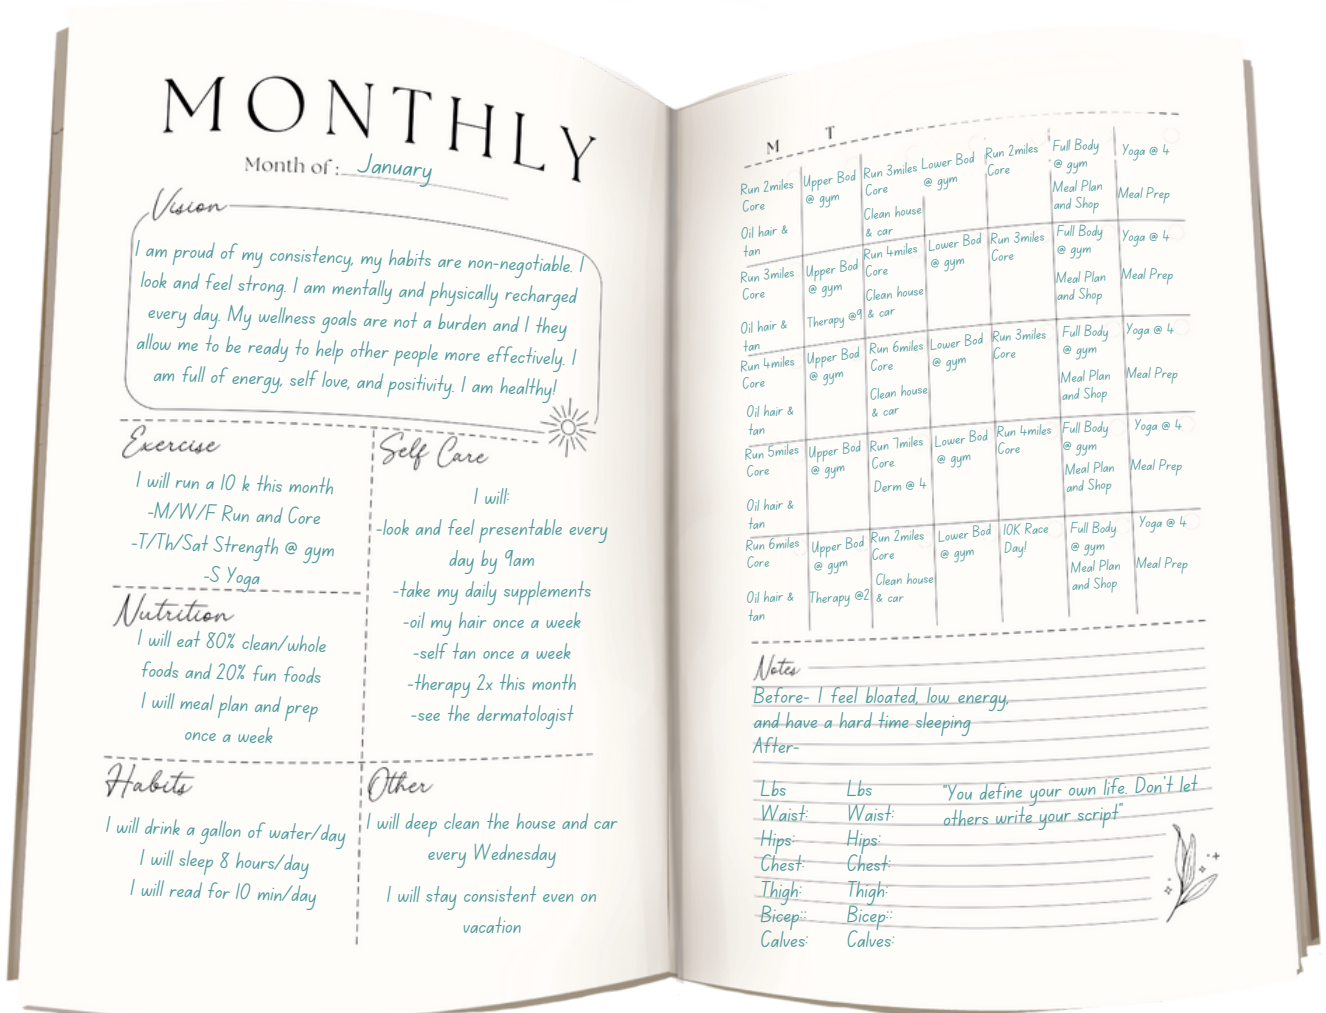 MONTHLY
Month of: January
Vision
I am proud of my consistency, my habits are non-negotiable. I
look and feel strong. I am mentally and physically recharged
every day. My wellness goals are not a burden and I they
allow me to be ready to help other people more effectively. I
am full of energy, self love, and positivity. I am healthy!
Exercise
I will run a 10 k this month
-M/W/F Run and Core
-T/Th/Sat Strength @ gym
-S Yoga
Nutrition
I will eat 80% clean/whole
foods and 20% fun foods
I will meal plan and prep
once a week
Self Care
I will:
-look and feel presentable every
day by 9am
-take my daily supplements
-oil my hair once a week
-self tan once a week
-therapy 2x this month
-see the dermatologist
Habits
I will drink a gallon of water/day
I will sleep 8 hours/day
I will read for 10 min/day
Other
I will deep clean the house and car
every Wednesday
I will stay consistent even on
vacation
M T
Run 2miles
Core
Oil hair &
tan
Upper Bod
@ gym
Run 3miles
Core
Clean house
& car
Lower Bod
@ gym
Run 2miles
Core
Full Body
@ gym
Meal Plan
and Shop
Yoga @ 4
Meal Prep
Run 3miles
Core
Oil hair &
tan
Upper Bod
@ gym
Therapy @9
Run 4miles
Core
Clean house
& car
Lower Bod
@ gym
Run 3miles
Core
Full Body
@ gym
Meal Plan
and Shop
Yoga @ 4
Meal Prep
Run 4miles
Core
Oil hair &
tan
Upper Bod
@ gym
Run 6miles
Core
Clean house
& car
Lower Bod
@ gym
Run 3miles
Core
Full Body
@ gym
Meal Plan
and Shop
Yoga @ 4
Meal Prep
Run 5miles
Core
Oil hair &
tan
Upper Bod
@ gym
Run 7miles
Core
Derm @ 4
Lower Bod
@ gym
Run 4miles
Core
Full Body
@ gym
Meal Plan
and Shop
Yoga @ 4
Meal Prep
Run 6miles
Core
Oil hair &
tan
Upper Bod
@ gym
Therapy @2
Run 2miles
Core
Clean house
& car
Lower Bod
@ gym
10K Race
Day!
Full Body
@ gym
Meal Plan
and Shop
Yoga @ 4
Meal Prep
Notes
Before- I feel bloated, low energy,
and have a hard time sleeping
After-
Lbs Lbs
Waist: Waist:
Hips: Hips:
Chest: Chest:
Thigh: Thigh:
Bicep:: Bicep::
Calves: Calves:
"You define your own life. Don't let
others write your script"